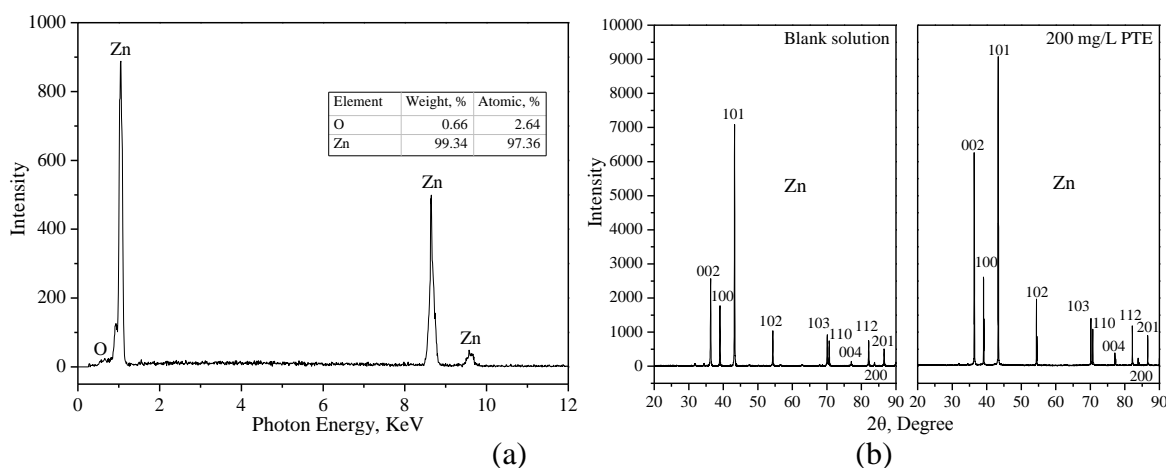 1000
800
600
400
200
0
Intensity
Zn
O
Zn
Zn
Element Weight, % Atomic, %
O 0.66 2.64
Zn 99.34 97.36
0 2 4 6 8 10 12
Photon Energy, KeV
(a)
10000
9000
8000
7000
6000
5000
4000
3000
2000
1000
0
Intensity
Blank solution
101
Zn
002
100
102
103
110
004
112
201
200
20 30 40 50 60 70 80 90
200 mg/L PTE
101
002
Zn
100
102
103
110
004
112
201
200
20 30 40 50 60 70 80 90
2θ, Degree
(b)